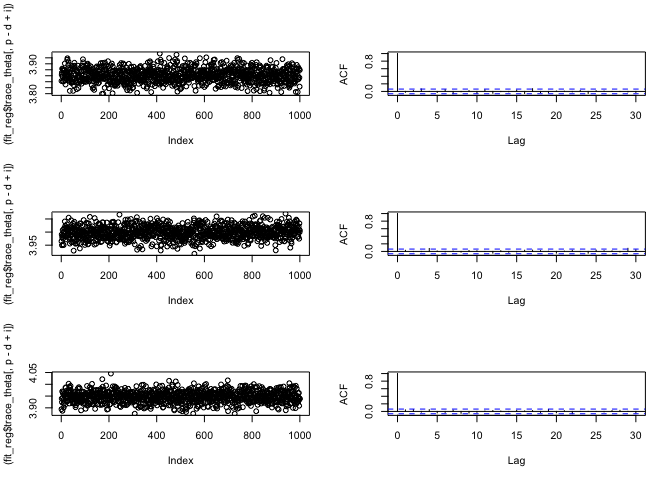 (fit_reg$trace_theta[, p - d + i])
3.80 3.90
0 200 400 600 800 1000
Index
ACF
0.0 0.8
0 5 10 15 20 25 30
Lag
(fit_reg$trace_theta[, p - d + i])
3.95
0 200 400 600 800 1000
Index
ACF
0.0 0.8
0 5 10 15 20 25 30
Lag
(fit_reg$trace_theta[, p - d + i])
3.90 4.05
0 200 400 600 800 1000
Index
ACF
0.0 0.8
0 5 10 15 20 25 30
Lag